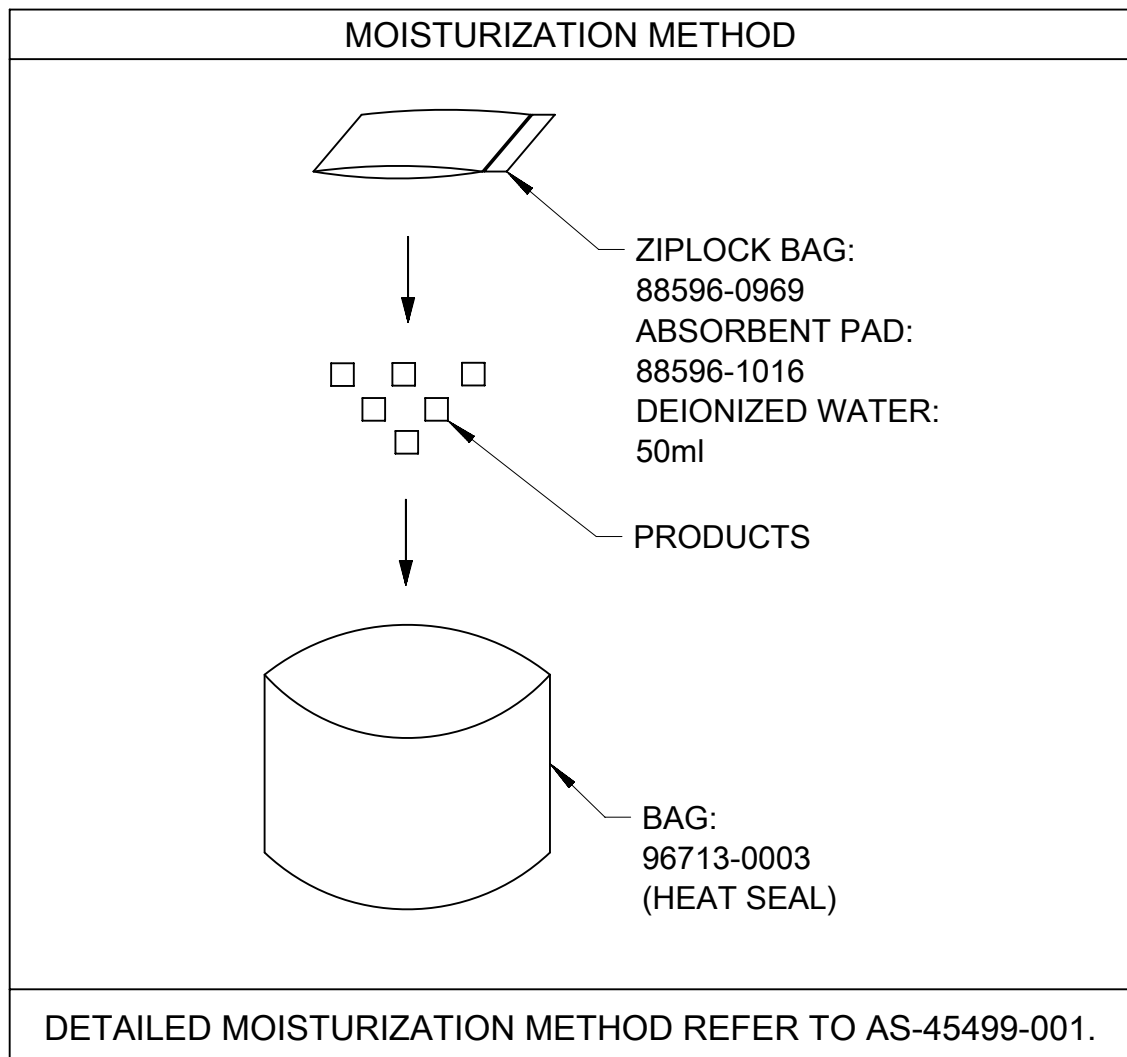 MOISTURIZATION METHOD
ZIPLOCK BAG:
88596-0969
ABSORBENT PAD:
88596-1016
DEIONIZED WATER:
50ml
PRODUCTS
BAG:
96713-0003
(HEAT SEAL)
DETAILED MOISTURIZATION METHOD REFER TO AS-45499-001.